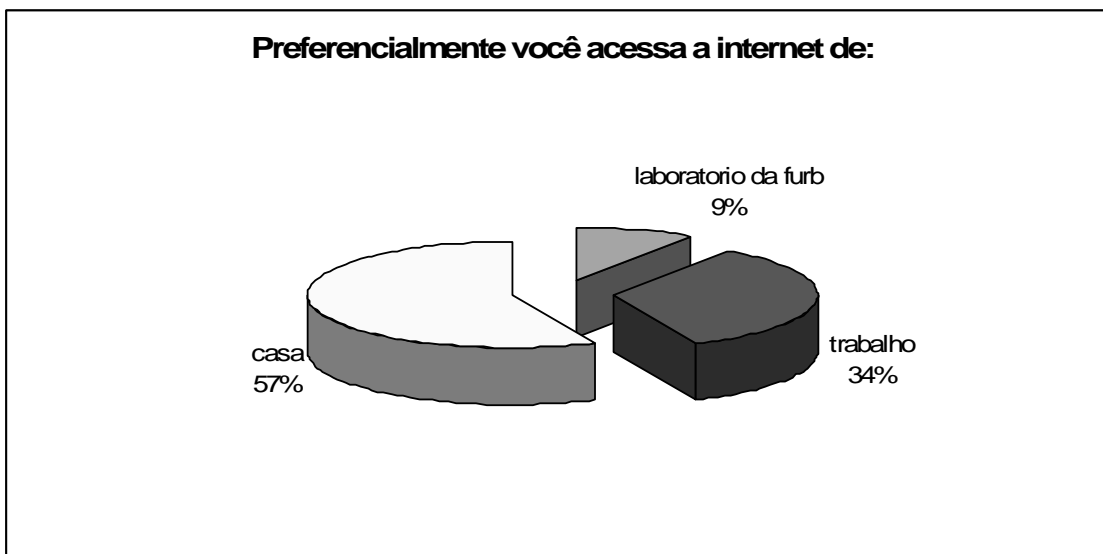 Preferencialmente você acessa a internet de:
laboratorio da furb
9%
trabalho
34%
casa
57%